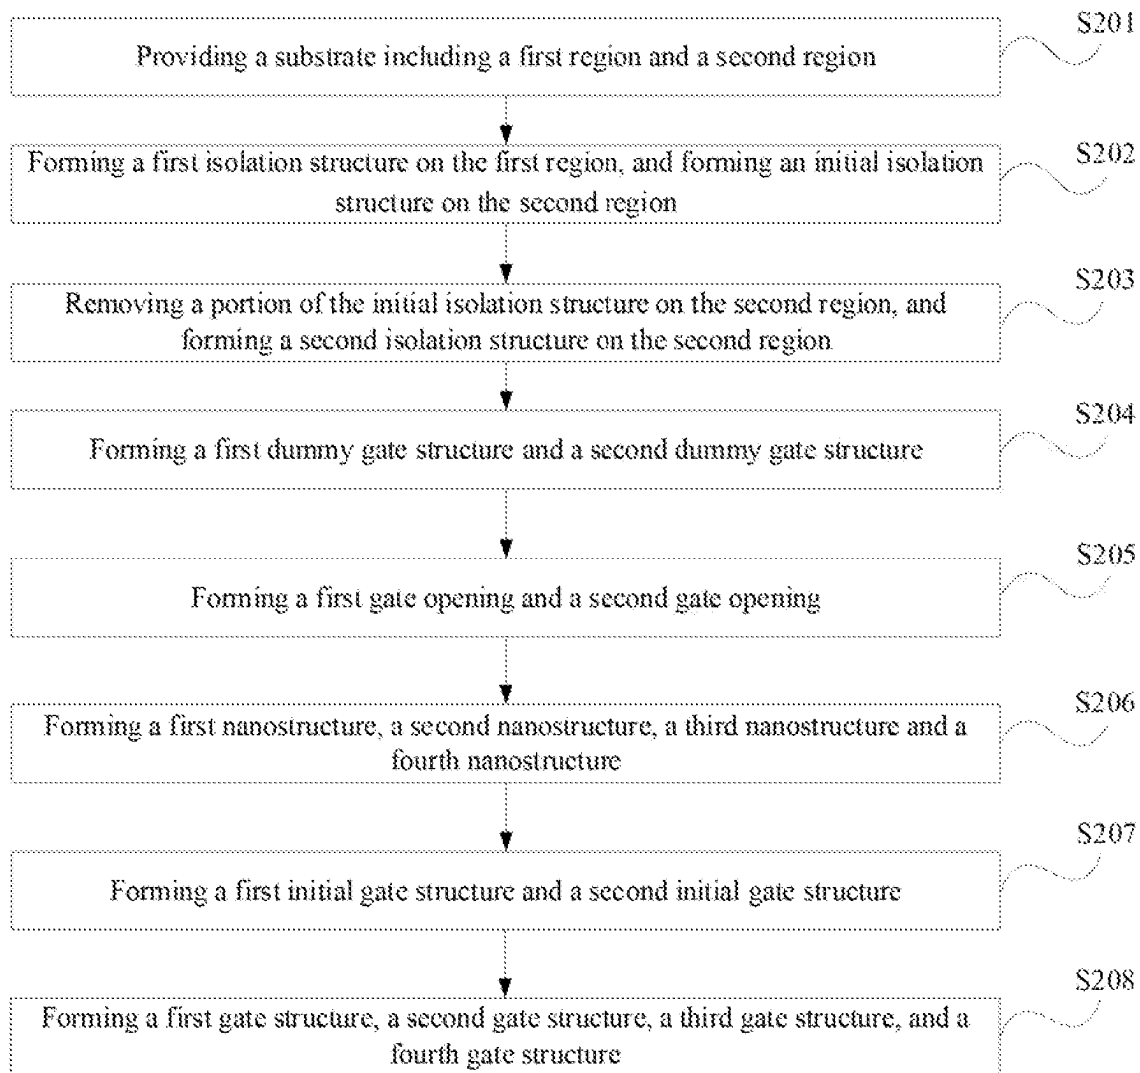 S201
Providing a substrate including a first region and a second region
S202
Forming a first isolation structure on the first region, and forming an initial isolation
structure on the second region
S203
Removing a portion of the initial isolation structure on the second region, and
forming a second isolation structure on the second region
S204
Forming a first dummy gate structure and a second dummy gate structure
S205
Forming a first gate opening and a second gate opening
S206
Forming a first nanostructure, a second nanostructure, a third nanostructure and a
fourth nanostructure
S207
Forming a first initial gate structure and a second initial gate structure
S208
Forming a first gate structure, a second gate structure, a third gate structure, and a
fourth gate structure